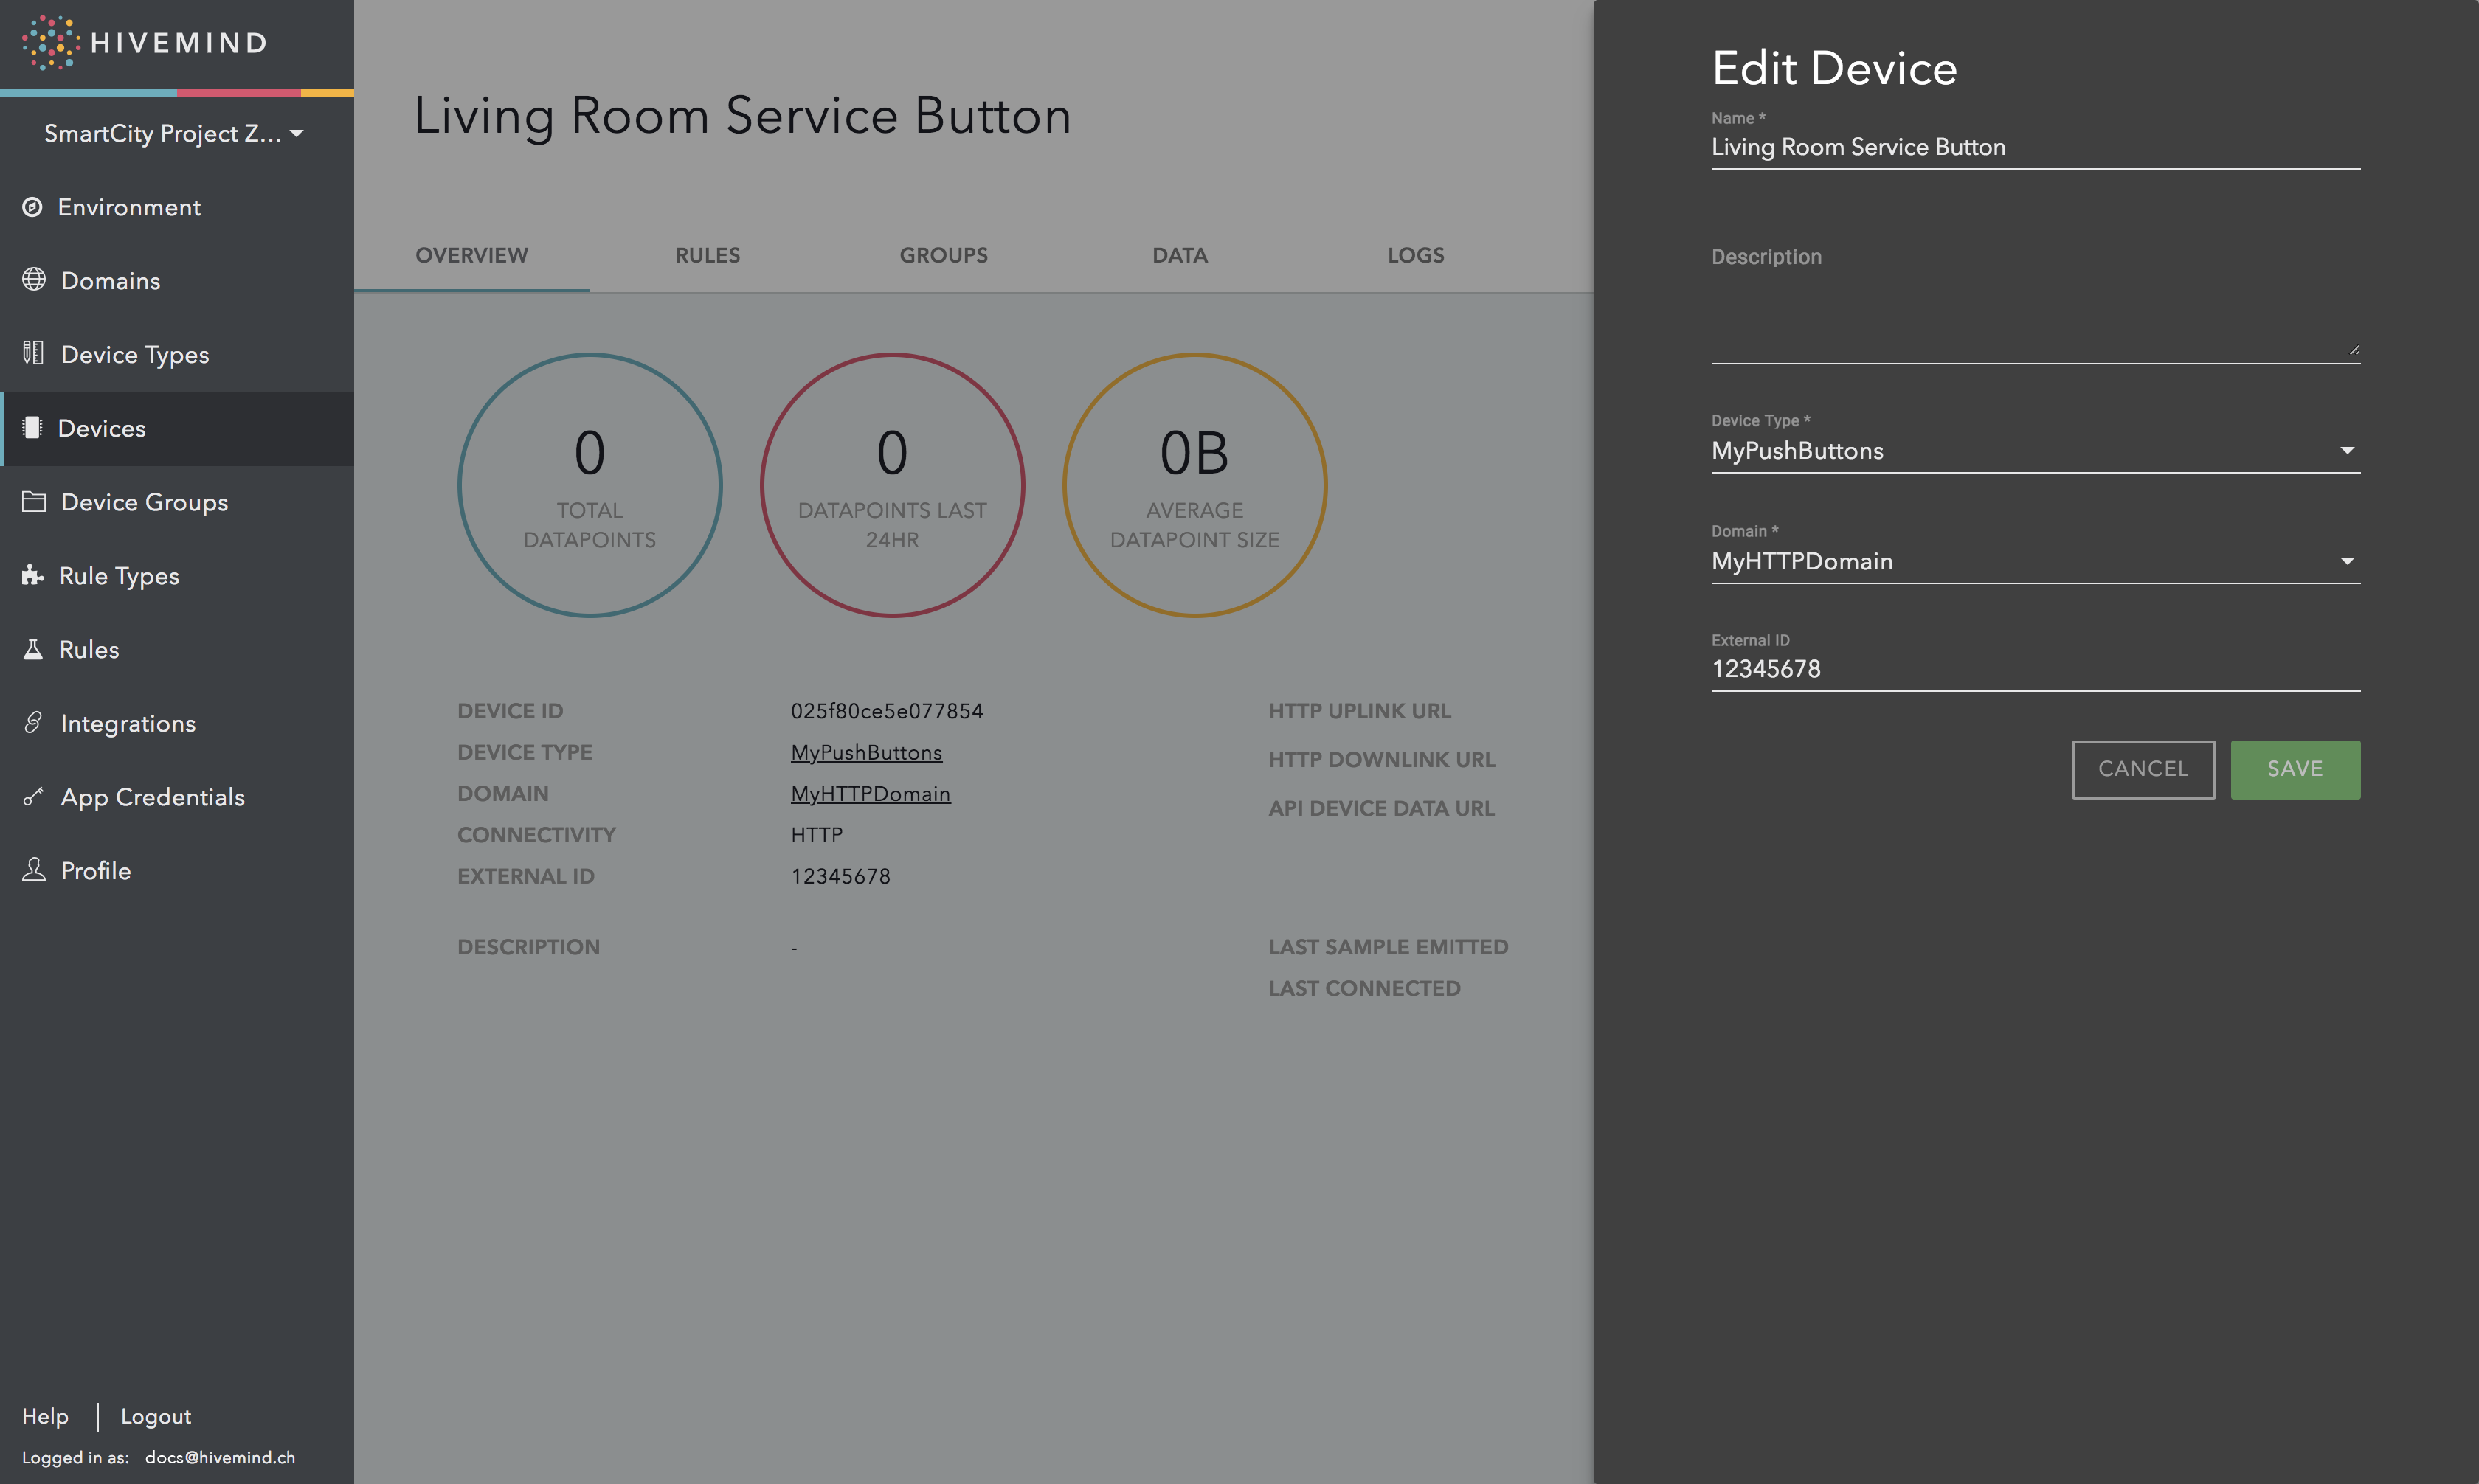 HIVEMIND
SmartCity Project Z...
Environment
Domains
Device Types
Devices
Device Groups
Rule Types
Rules
Integrations
App Credentials
Profile
Help
Logout
Logged in as: docs@hivemind.ch
Living Room Service Button
OVERVIEW
RULES
GROUPS
DATA
LOGS
0
TOTAL
DATAPOINTS
0
DATAPOINTS LAST
24HR
0B
AVERAGE
DATAPOINT SIZE
DEVICE ID 025f80ce5e077854
DEVICE TYPE MyPushButtons
DOMAIN MyHTTPDomain
CONNECTIVITY HTTP
EXTERNAL ID 12345678
DESCRIPTION -
HTTP UPLINK URL
HTTP DOWNLINK URL
API DEVICE DATA URL
LAST SAMPLE EMITTED
LAST CONNECTED
Edit Device
Name *
Living Room Service Button
Description
Device Type *
MyPushButtons
Domain *
MyHTTPDomain
External ID
12345678
CANCEL
SAVE